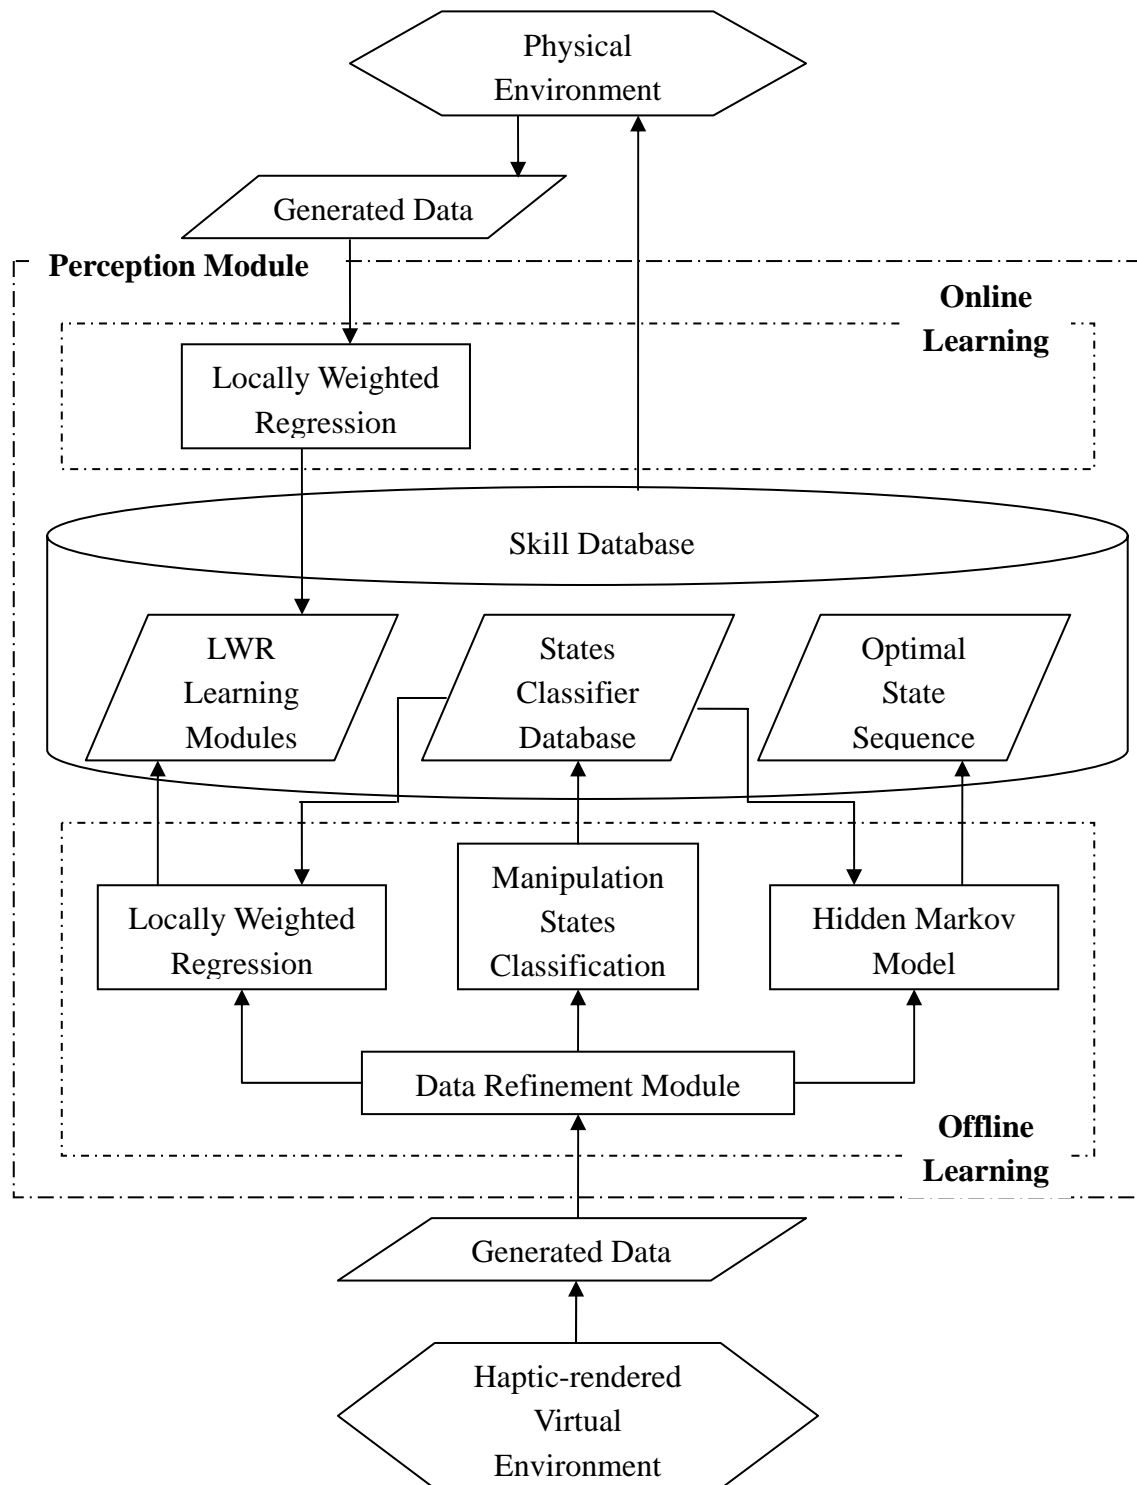 Physical
Environment
Generated Data
Perception Module
Online
Learning
Locally Weighted
Regression
Skill Database
LWR
Learning
Modules
States
Classifier
Database
Optimal
State
Sequence
Locally Weighted
Regression
Manipulation
States
Classification
Hidden Markov
Model
Data Refinement Module
Offline
Learning
Generated Data
Haptic-rendered
Virtual
Environment